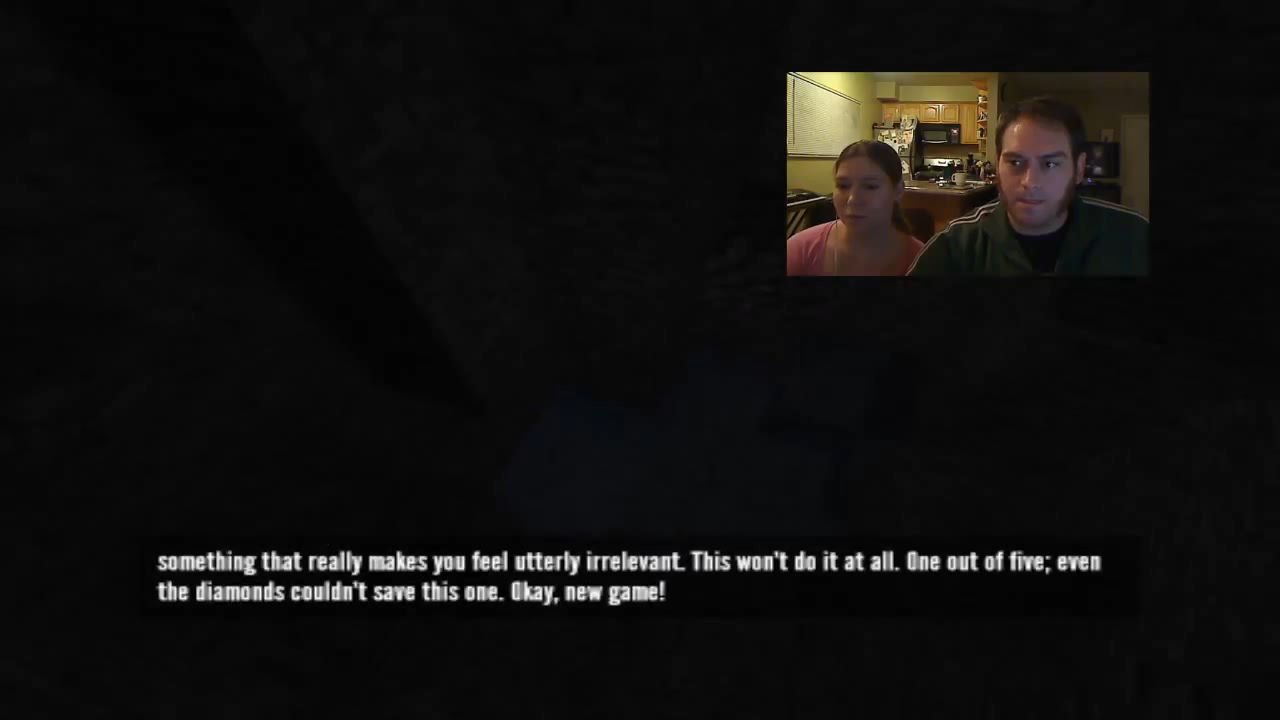 something that really makes you feel utterly irrelevant. This won't do it at all. One out of five; even
the diamonds couldn't save this one. Okay, new game!